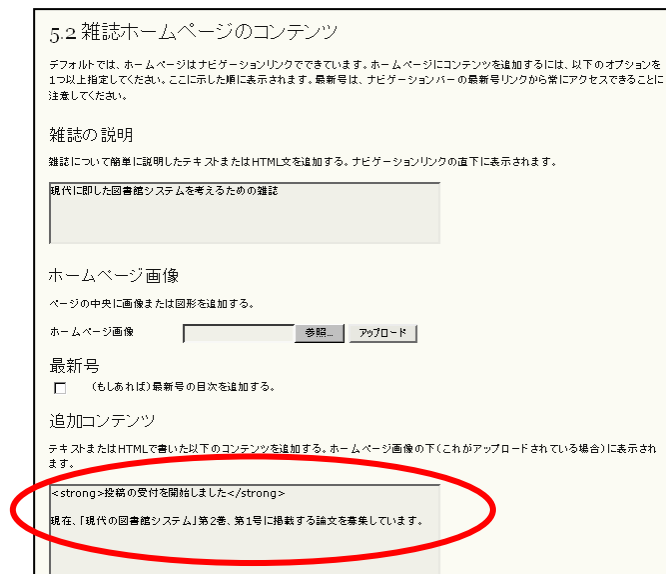 5.2 雑誌ホームページのコンテンツ
デフォルトでは、ホームページはナビゲーションリンクでできています。ホームページにコンテンツを追加するには、以下のオプションを
1つ以上指定してください。ここに示した順に表示されます。最新号は、ナビゲーションバーの最新号リンクから常にアクセスできることに
注意してください。
雑誌の説明
雑誌について簡単に説明したテキストまたはHTML文を追加する。ナビゲーションリンクの直下に表示されます。
現代に即した図書館システムを考えるための雑誌
ホームページ画像
ページの中央に画像または図形を追加する。
ホームページ画像 参照... アップロード
最新号
(もしあれば)最新号の目次を追加する。
追加コンテンツ
テキストまたはHTMLで書いた以下のコンテンツを追加する。ホームページ画像の下(これがアップロードされている場合)に表示され
ます。
<strong>投稿の受付を開始しました</strong>
現在、「現代の図書館システム」第2巻、第1号に掲載する論文を募集しています。